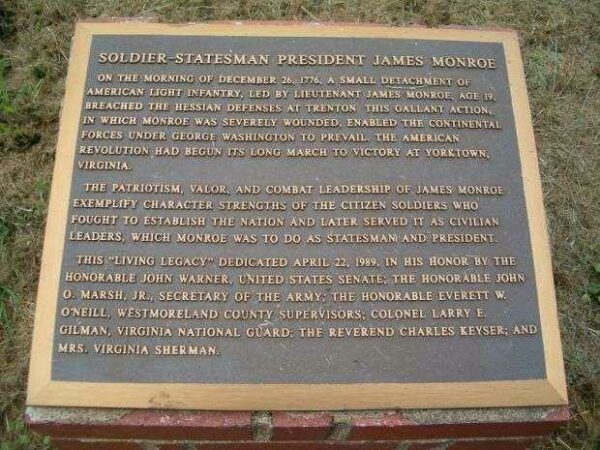 SOLDIER-STATESMAN PRESIDENT JAMES MONROE
ON THE MORNING OF DECEMBER 26, 1776, A SMALL DETACHMENT OF
AMERICAN LIGHT INFANTRY, LED BY LIEUTENANT JAMES MONROE, AGE 19,
BREACHED THE HESSIAN DEFENSES AT TRENTON. THIS GALLANT ACTION,
IN WHICH MONROE WAS SEVERELY WOUNDED, ENABLED THE CONTINENTAL
FORCES UNDER GEORGE WASHINGTON TO PREVAIL. THE AMERICAN
REVOLUTION HAD BEGUN ITS LONG MARCH TO VICTORY AT YORKTOWN,
VIRGINIA.
THE PATRIOTISM, VALOR, AND COMBAT LEADERSHIP OF JAMES MONROE
EXEMPLIFY CHARACTER STRENGTHS OF THE CITIZEN SOLDIERS WHO
FOUGHT TO ESTABLISH THE NATION AND LATER SERVED IT AS CIVILIAN
LEADERS, WHICH MONROE WAS TO DO AS STATESMAN AND PRESIDENT.
THIS "LIVING LEGACY" DEDICATED APRIL 22, 1989, IN HIS HONOR BY THE
HONORABLE JOHN WARNER, UNITED STATES SENATE; THE HONORABLE JOHN
O. MARSH, JR., SECRETARY OF THE ARMY; THE HONORABLE EVERETT W.
O'NEILL, WESTMORELAND COUNTY SUPERVISORS; COLONEL LARRY E.
GILMAN, VIRGINIA NATIONAL GUARD; THE REVEREND CHARLES KEYSER; AND
MRS. VIRGINIA SHERMAN.